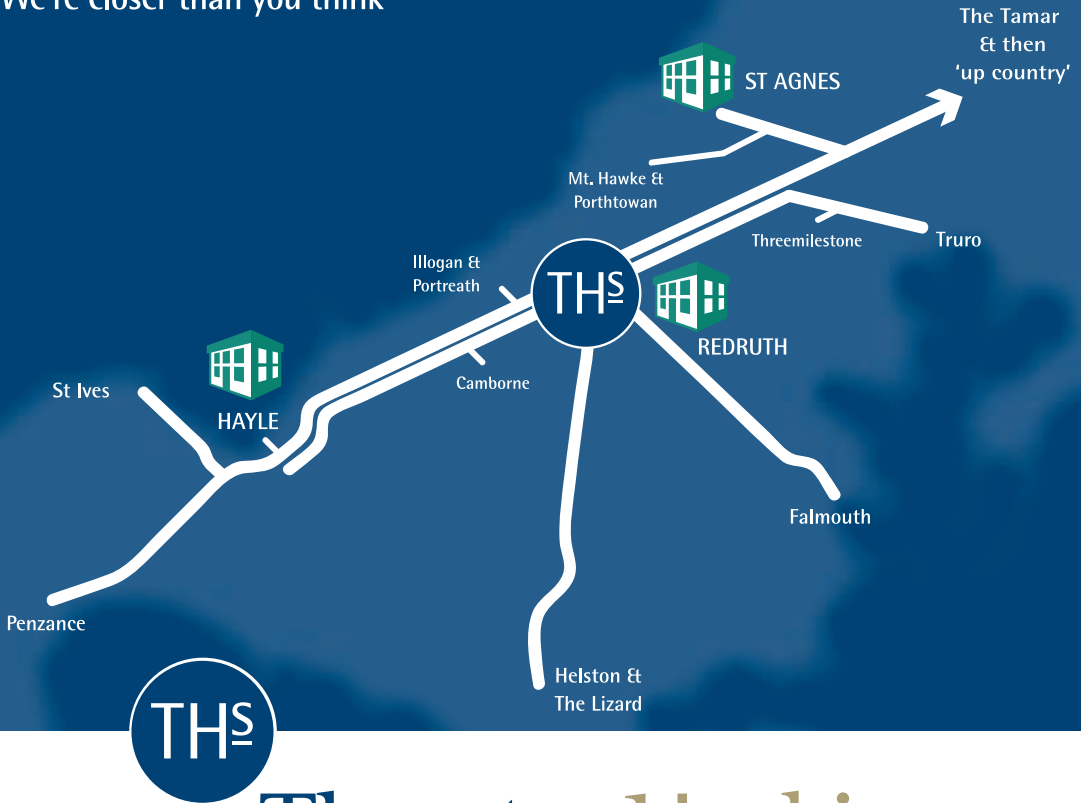 We're closer than you think
The Tamar
& then
'up country'
ST AGNES
Mt. Hawke &
Porthtowan
Threemilestone
Truro
Illogan &
Portreath
THS
REDRUTH
Camborne
St Ives
HAYLE
Falmouth
Penzance
Helston &
The Lizard
THS